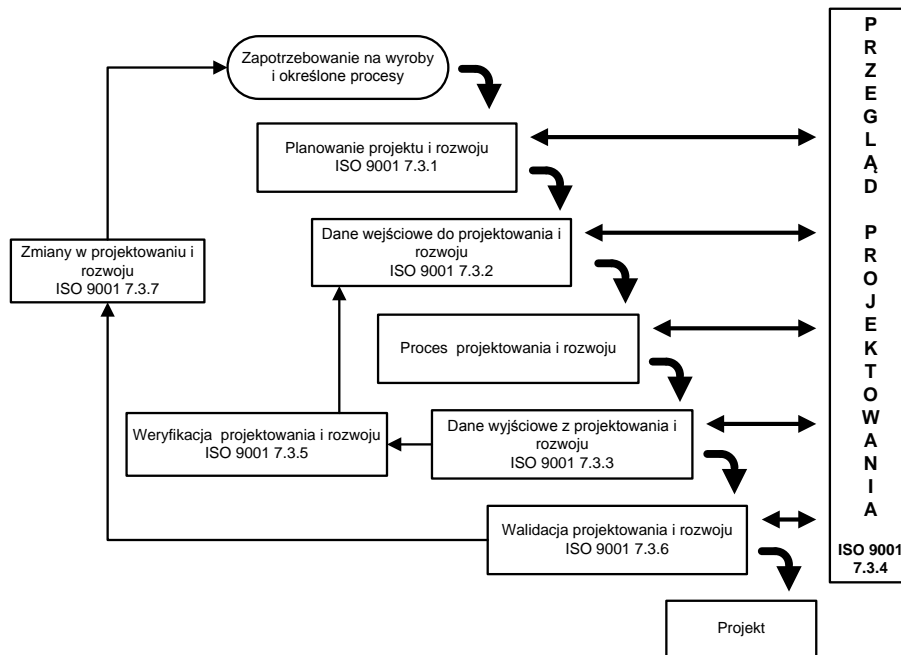 Zapotrzebowanie na wyroby
i określone procesy
Planowanie projektu i rozwoju
ISO 9001 7.3.1
Dane wejściowe do projektowania i
rozwoju
ISO 9001 7.3.2
Zmiany w projektowaniu i
rozwoju
ISO 9001 7.3.7
Proces projektowania i rozwoju
Weryfikacja projektowania i rozwoju
ISO 9001 7.3.5
Dane wyjściowe z projektowania i
rozwoju
ISO 9001 7.3.3
Walidacja projektowania i rozwoju
ISO 9001 7.3.6
Projekt
PRZEGLĄD PROJEKTOWANIA
ISO 9001
7.3.4